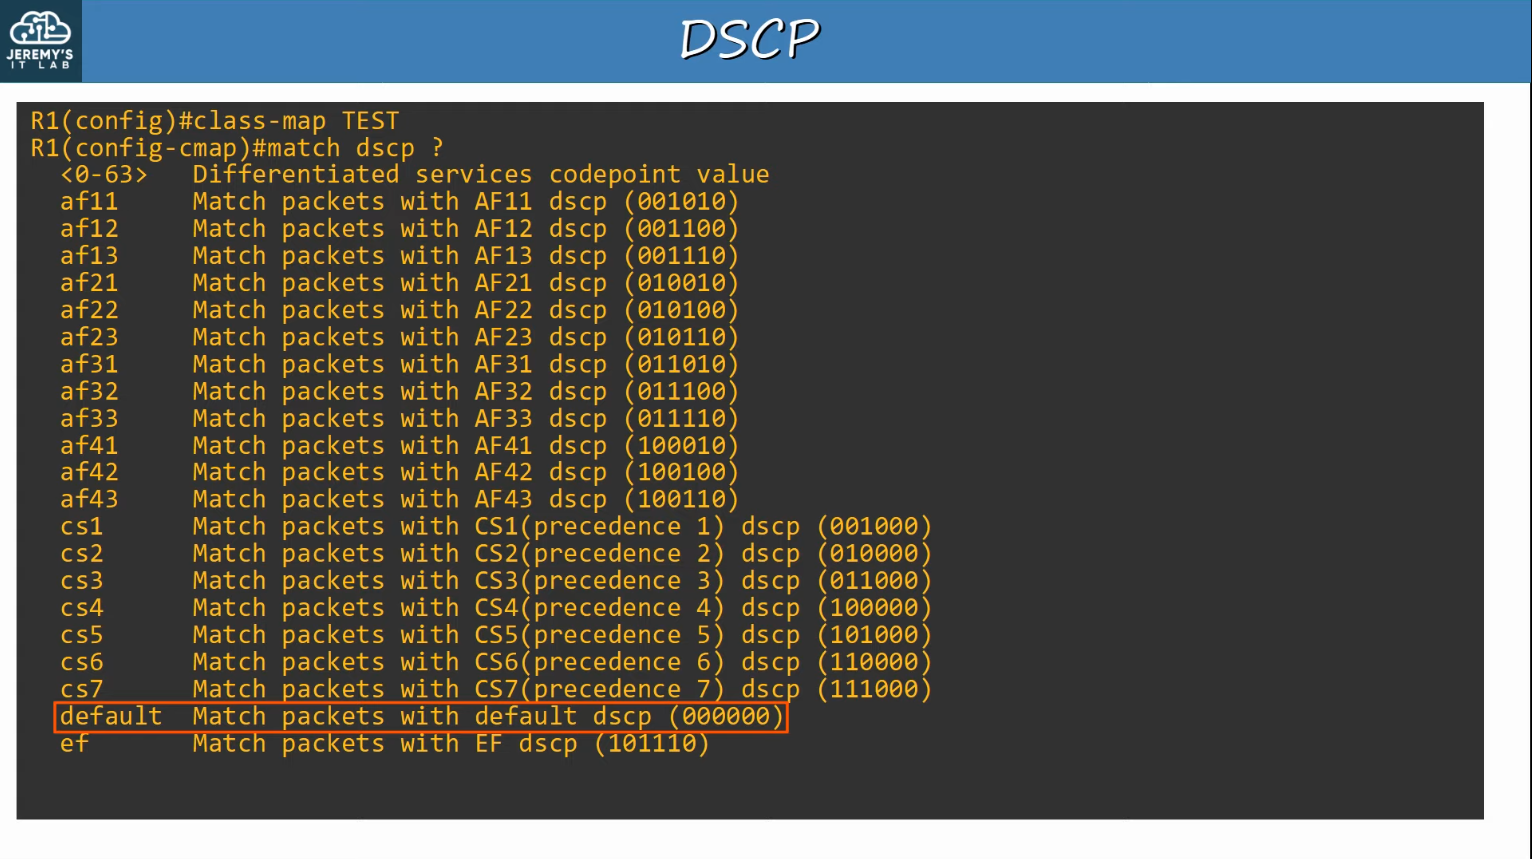 JEREMY'S
IT LAB
DSCP
R1(config)#class-map TEST
R1(config-cmap)#match dscp ?
<0-63> Differentiated services codepoint value
af11 Match packets with AF11 dscp (001010)
af12 Match packets with AF12 dscp (001100)
af13 Match packets with AF13 dscp (001110)
af21 Match packets with AF21 dscp (010010)
af22 Match packets with AF22 dscp (010100)
af23 Match packets with AF23 dscp (010110)
af31 Match packets with AF31 dscp (011010)
af32 Match packets with AF32 dscp (011100)
af33 Match packets with AF33 dscp (011110)
af41 Match packets with AF41 dscp (100010)
af42 Match packets with AF42 dscp (100100)
af43 Match packets with AF43 dscp (100110)
cs1 Match packets with CS1(precedence 1) dscp (001000)
cs2 Match packets with CS2(precedence 2) dscp (010000)
cs3 Match packets with CS3(precedence 3) dscp (011000)
cs4 Match packets with CS4(precedence 4) dscp (100000)
cs5 Match packets with CS5(precedence 5) dscp (101000)
cs6 Match packets with CS6(precedence 6) dscp (110000)
cs7 Match packets with CS7(precedence 7) dscp (111000)
default Match packets with default dscp (000000)
ef Match packets with EF dscp (101110)